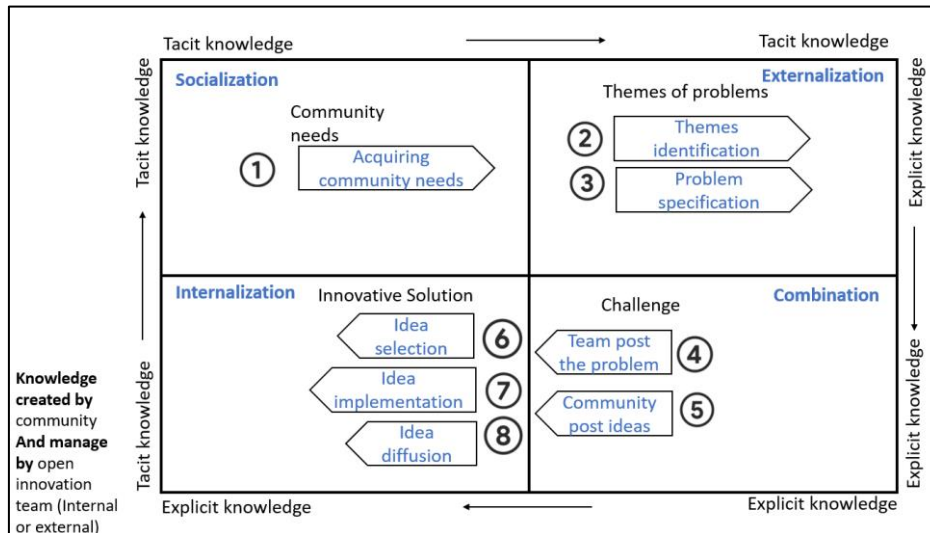 Tacit knowledge
Tacit knowledge
Tacit knowledge
Tacit knowledge
Socialization
Community
needs
1
Acquiring
community needs
Externalization
Themes of problems
2
Themes
identification
3
Problem
specification
Explicit knowledge
Explicit knowledge
Internalization
Innovative Solution
Idea
selection
6
Idea
implementation
7
Idea
diffusion
8
Combination
Challenge
Team post
the problem
4
Community
post ideas
5
Explicit knowledge
Explicit knowledge
Knowledge
created by
community
And manage
by open
innovation
team (Internal
or external)